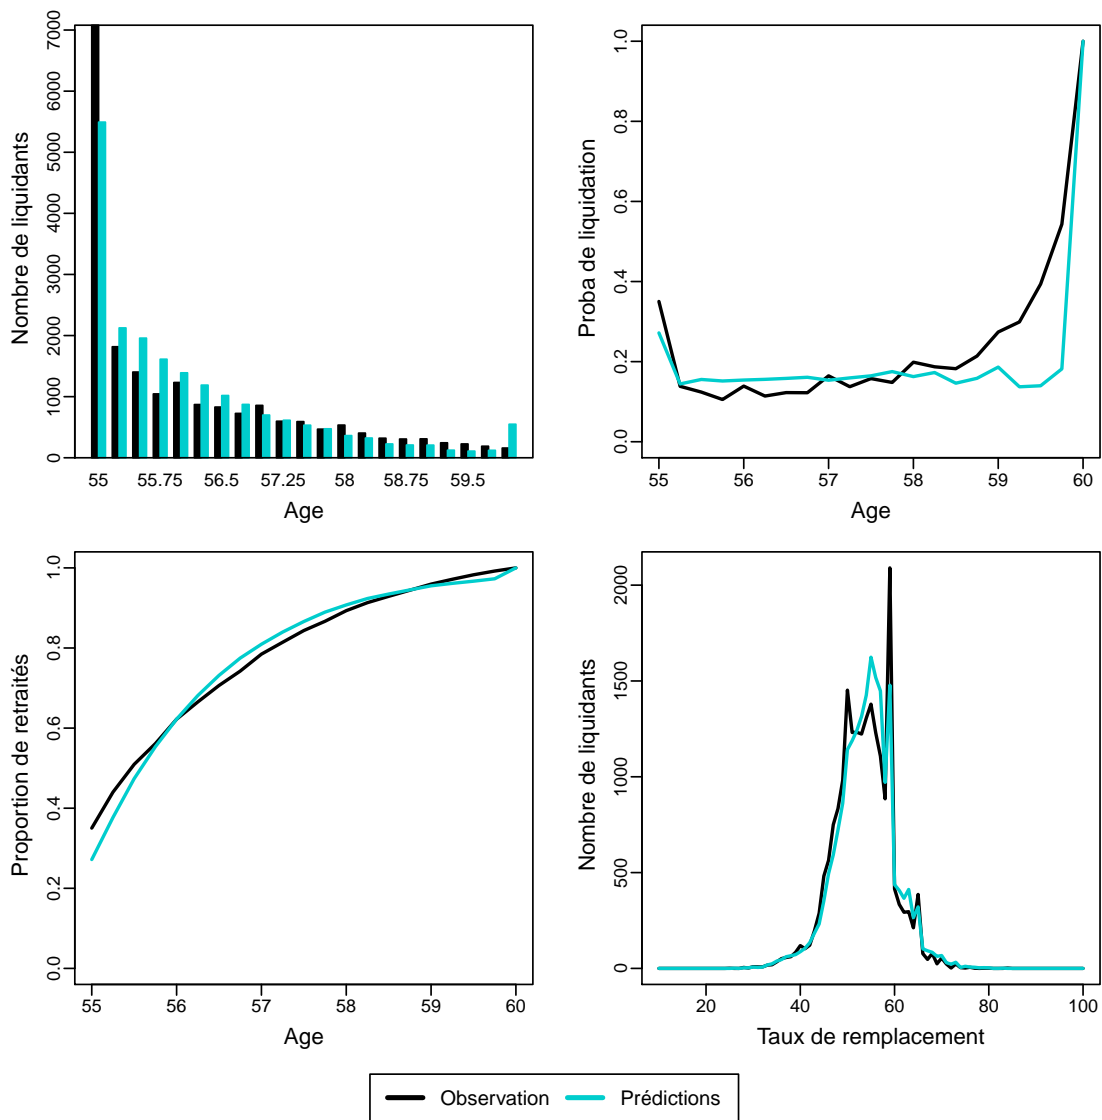 Nombre de liquidants
0 1000 2000 3000 4000 5000 6000 7000
55 55.75 56.5 57.25 58 58.75 59.5
Age
Proba de liquidation
0.0 0.2 0.4 0.6 0.8 1.0
55 56 57 58 59 60
Age
Proportion de retraités
0.0 0.2 0.4 0.6 0.8 1.0
55 56 57 58 59 60
Age
Nombre de liquidants
0 500 1000 1500 2000
20 40 60 80 100
Taux de remplacement
Observation Prédictions